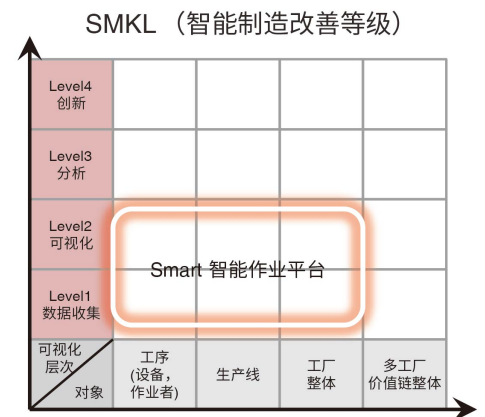 SMKL（智能制造改善等级）
Level4
创新
Level3
分析
Level2
可视化
Smart 智能作业平台
Level1
数据收集
可视化
层次
对象
工序
(设备，
作业者)
生产线
工厂
整体
多工厂
价值链整体